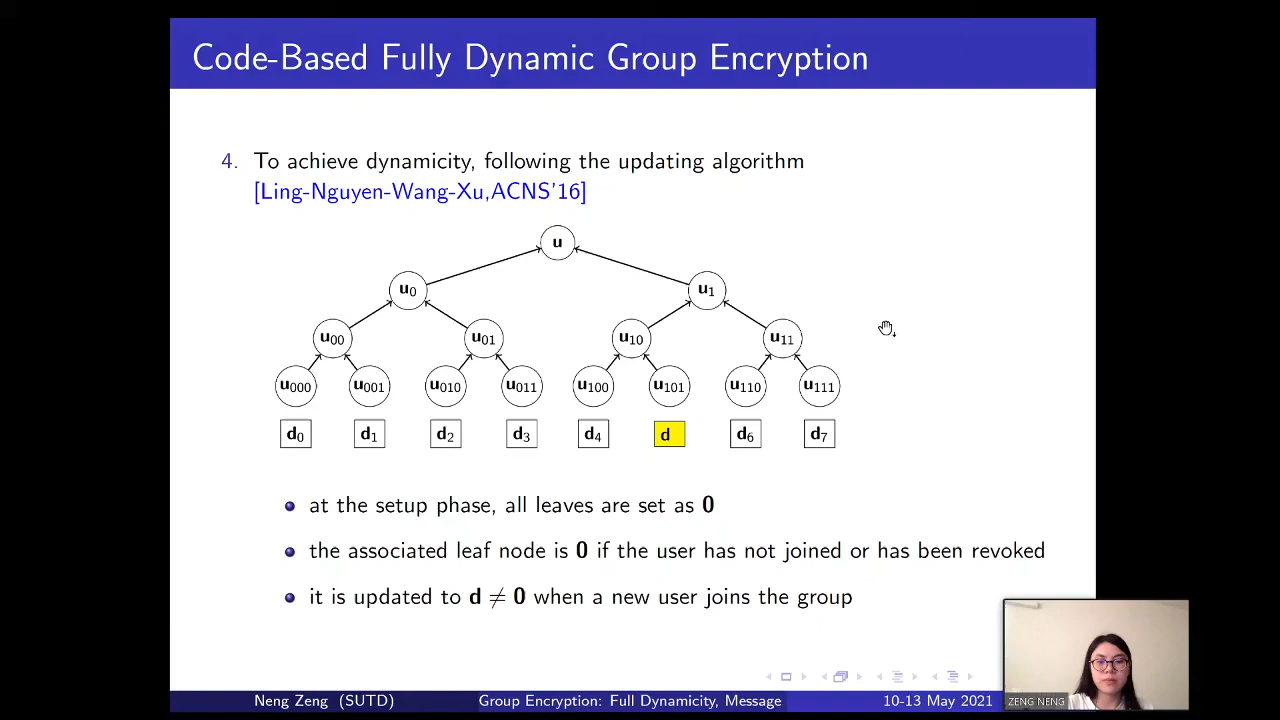 Code-Based Fully Dynamic Group Encryption
4. To achieve dynamicity, following the updating algorithm
[Ling-Nguyen-Wang-Xu,ACNS'16]
u
u0 u1
u00 u01 u10 u11
u000 u001 u010 u011 u100 u101 u110 u111
d0 d1 d2 d3 d4 d d6 d7
at the setup phase, all leaves are set as 0
the associated leaf node is 0 if the user has not joined or has been revoked
it is updated to d ≠ 0 when a new user joins the group
Neng Zeng (SUTD) Group Encryption: Full Dynamicity, Message 10-13 May 2021
ZENG NENG